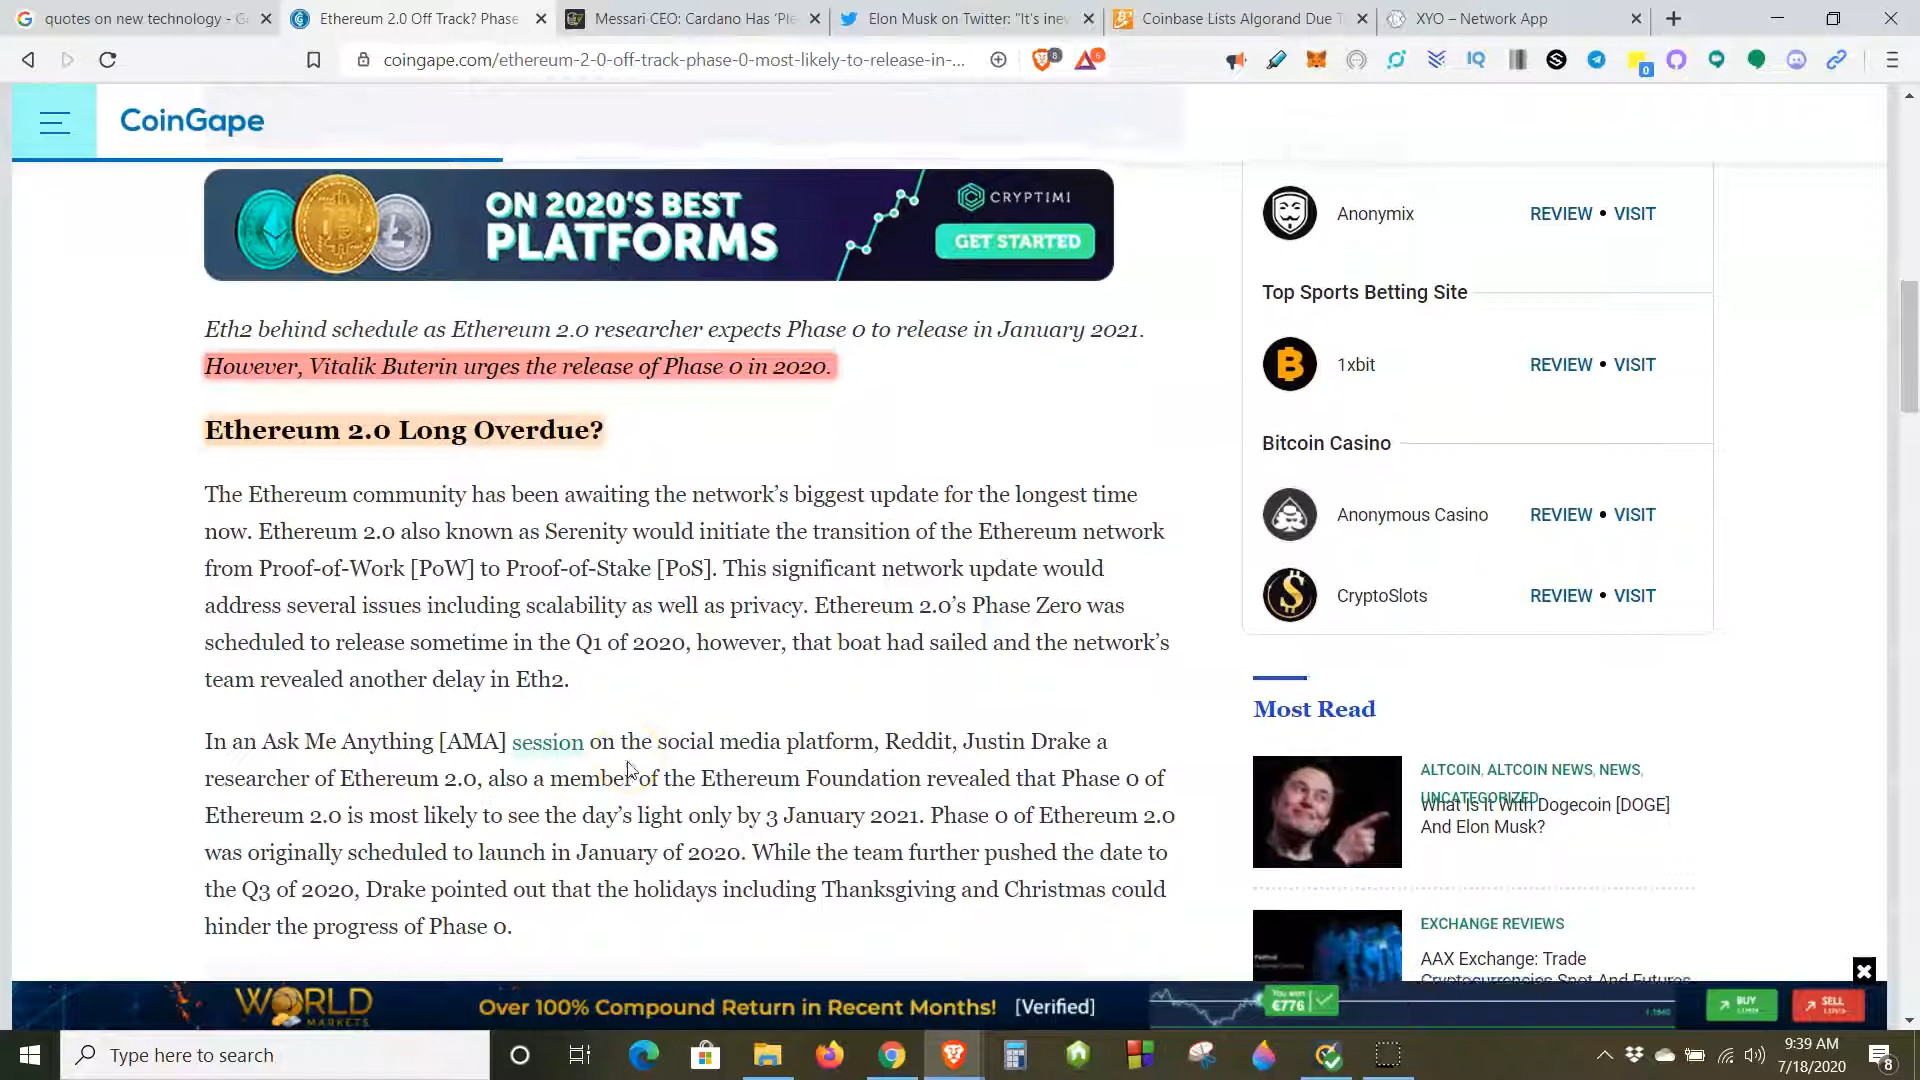 quotes on new technology - G
Ethereum 2.0 Off Track? Phase
Messari CEO: Cardano Has 'Ple
Elon Musk on Twitter: "It's inev
Coinbase Lists Algorand Due T
XYO – Network App
coingape.com/ethereum-2-0-off-track-phase-0-most-likely-to-release-in-...
8
6
IQ
0
CoinGape
ON 2020'S BEST
PLATFORMS
CRYPTIMI
GET STARTED
Eth2 behind schedule as Ethereum 2.0 researcher expects Phase 0 to release in January 2021.
However, Vitalik Buterin urges the release of Phase 0 in 2020.
Ethereum 2.0 Long Overdue?
The Ethereum community has been awaiting the network's biggest update for the longest time
now. Ethereum 2.0 also known as Serenity would initiate the transition of the Ethereum network
from Proof-of-Work [PoW] to Proof-of-Stake [PoS]. This significant network update would
address several issues including scalability as well as privacy. Ethereum 2.0's Phase Zero was
scheduled to release sometime in the Q1 of 2020, however, that boat had sailed and the network's
team revealed another delay in Eth2.
In an Ask Me Anything [AMA] session on the social media platform, Reddit, Justin Drake a
researcher of Ethereum 2.0, also a member of the Ethereum Foundation revealed that Phase 0 of
Ethereum 2.0 is most likely to see the day's light only by 3 January 2021. Phase 0 of Ethereum 2.0
was originally scheduled to launch in January of 2020. While the team further pushed the date to
the Q3 of 2020, Drake pointed out that the holidays including Thanksgiving and Christmas could
hinder the progress of Phase 0.
Anonymix REVIEW • VISIT
Top Sports Betting Site
1xbit REVIEW • VISIT
Bitcoin Casino
Anonymous Casino REVIEW • VISIT
CryptoSlots REVIEW • VISIT
Most Read
ALTCOIN, ALTCOIN NEWS, NEWS,
UNCATEGORIZED
What Is It With Dogecoin [DOGE]
And Elon Musk?
EXCHANGE REVIEWS
AAX Exchange: Trade
Cryptocurrencies Spot And Futures
WORLD
MARKETS
Over 100% Compound Return in Recent Months! [Verified]
You won
€776
BUY
SELL
Type here to search
9:39 AM
7/18/2020
8